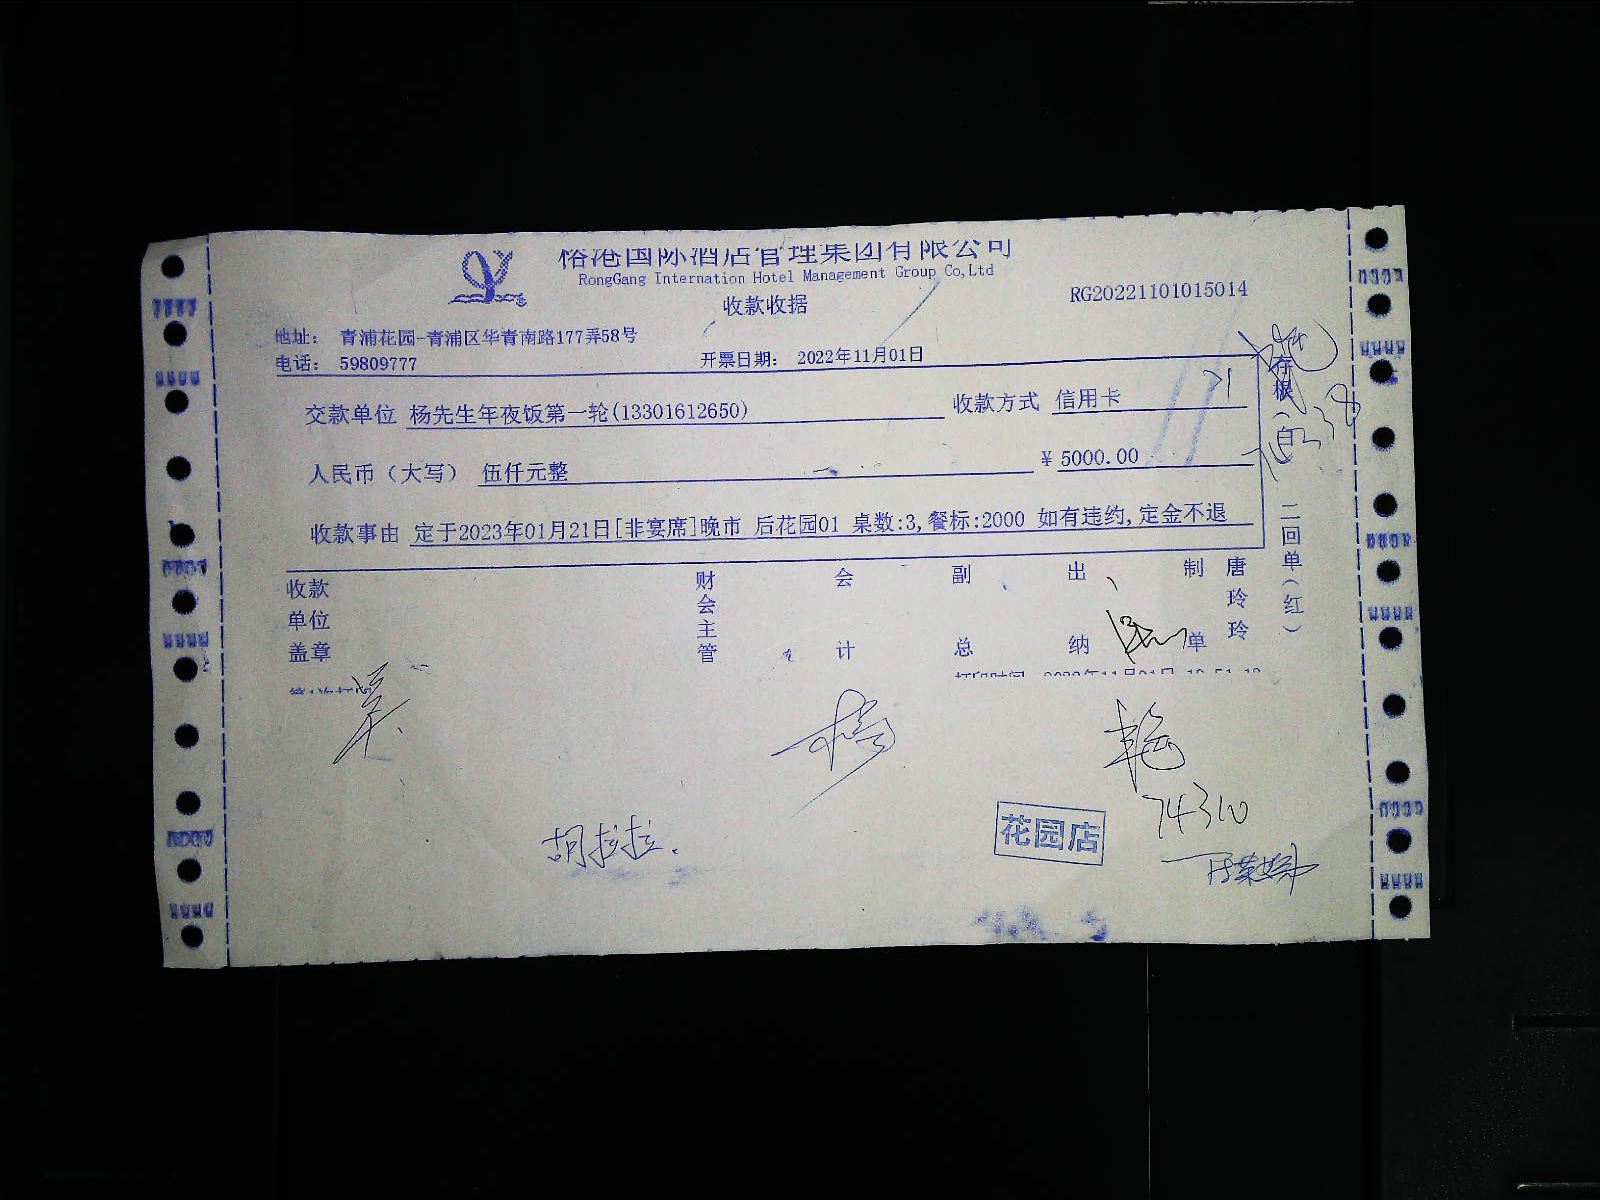 裕港国际酒店管理集团有限公司
RongGang Internation Hotel Management Group Co,Ltd
收款收据
RG20221101015014
地址： 青浦花园-青浦区华青南路177弄58号
电话： 59809777
开票日期： 2022年11月01日
交款单位 杨先生年夜饭第一轮(13301612650)
收款方式 信用卡
人民币（大写） 伍仟元整
¥ 5000.00
收款事由 定于2023年01月21日[非宴席]晚市 后花园01 桌数:3,餐标:2000 如有违约,定金不退
存根（白） 二回单（红）
收款单位盖章
财会主管
会计
副总
出纳
制单
唐玲玲
胡拉拉.
花园店
74310